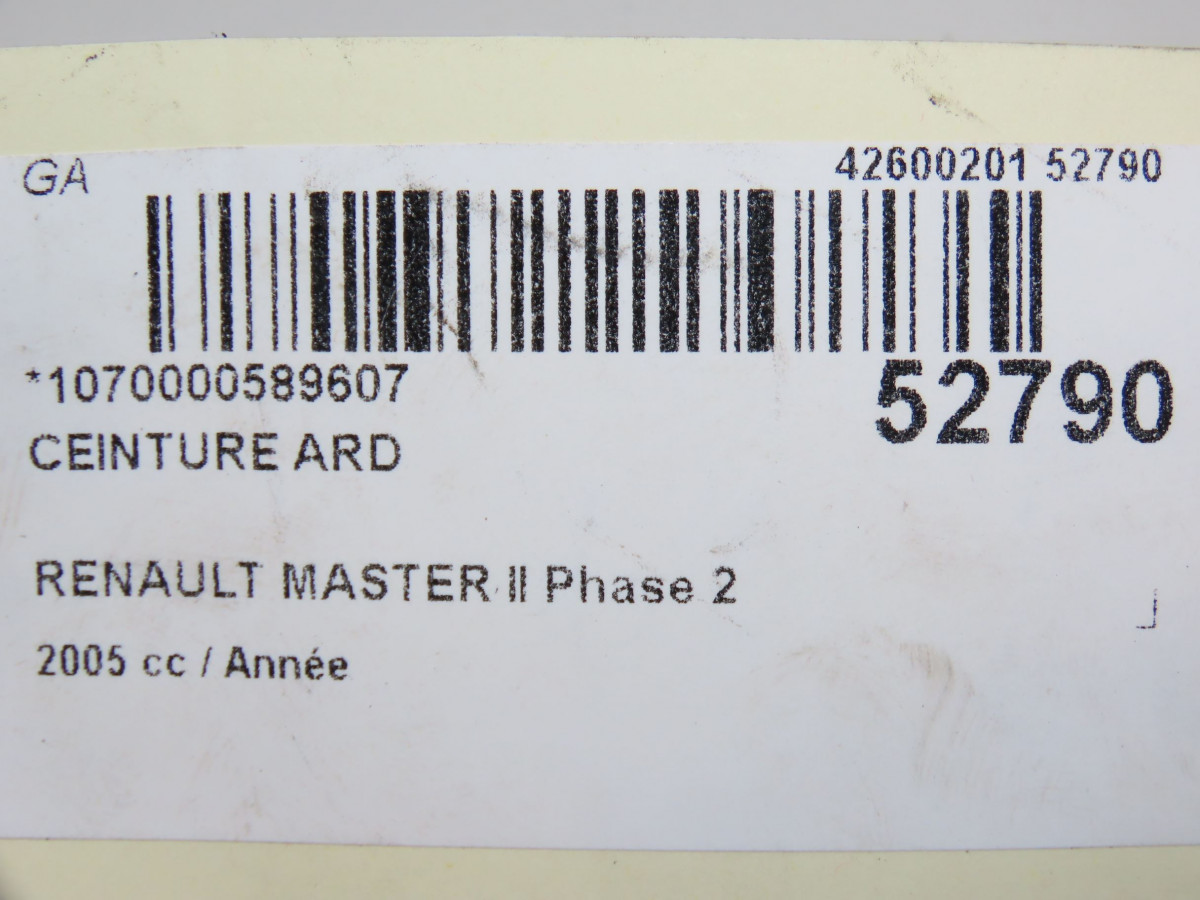 GA
42600201 52790
*1070000589607
52790
CEINTURE ARD
RENAULT MASTER II Phase 2
2005 cc / Année